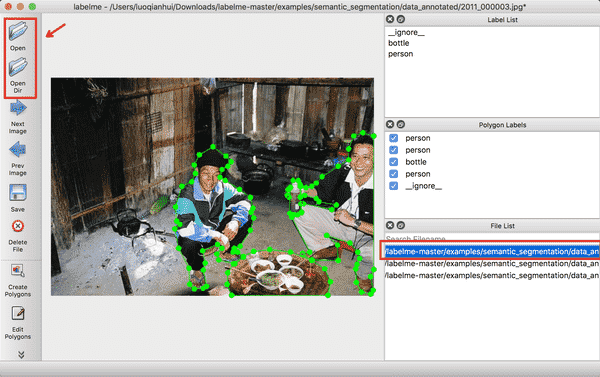 labelme - /Users/luoqianhui/Downloads/labelme-master/examples/semantic_segmentation/data_annotated/2011_000003.jpg*
Open
Open
Dir
Next
Image
Prev
Image
Save
Delete
File
Create
Polygons
Edit
Polygons
Label List
__ignore__
bottle
person
Polygon Labels
person
person
bottle
person
__ignore__
File List
Search Filename
/labelme-master/examples/semantic_segmentation/data_an
/labelme-master/examples/semantic_segmentation/data_ann
/labelme-master/examples/semantic_segmentation/data_ann